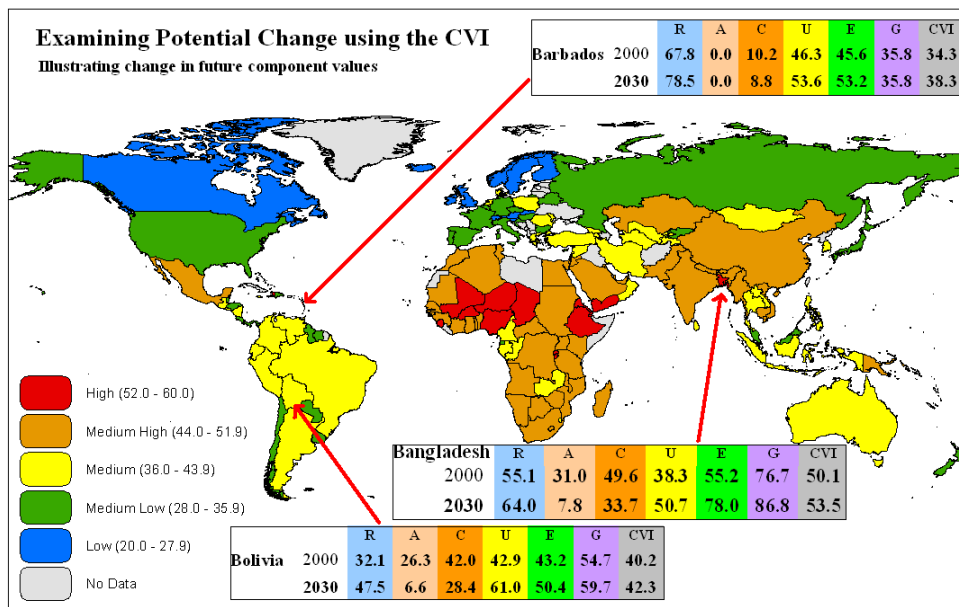 Examining Potential Change using the CVI
Illustrating change in future component values
R A C U E G CVI
Barbados 2000 67.8 0.0 10.2 46.3 45.6 35.8 34.3
2030 78.5 0.0 8.8 53.6 53.2 35.8 38.3
High (52.0 - 60.0)
Medium High (44.0 - 51.9)
Medium (36.0 - 43.9)
Medium Low (28.0 - 35.9)
Low (20.0 - 27.9)
No Data
Bangladesh R A C U E G CVI
2000 55.1 31.0 49.6 38.3 55.2 76.7 50.1
2030 64.0 7.8 33.7 50.7 78.0 86.8 53.5
R A C U E G CVI
Bolivia 2000 32.1 26.3 42.0 42.9 43.2 54.7 40.2
2030 47.5 6.6 28.4 61.0 50.4 59.7 42.3